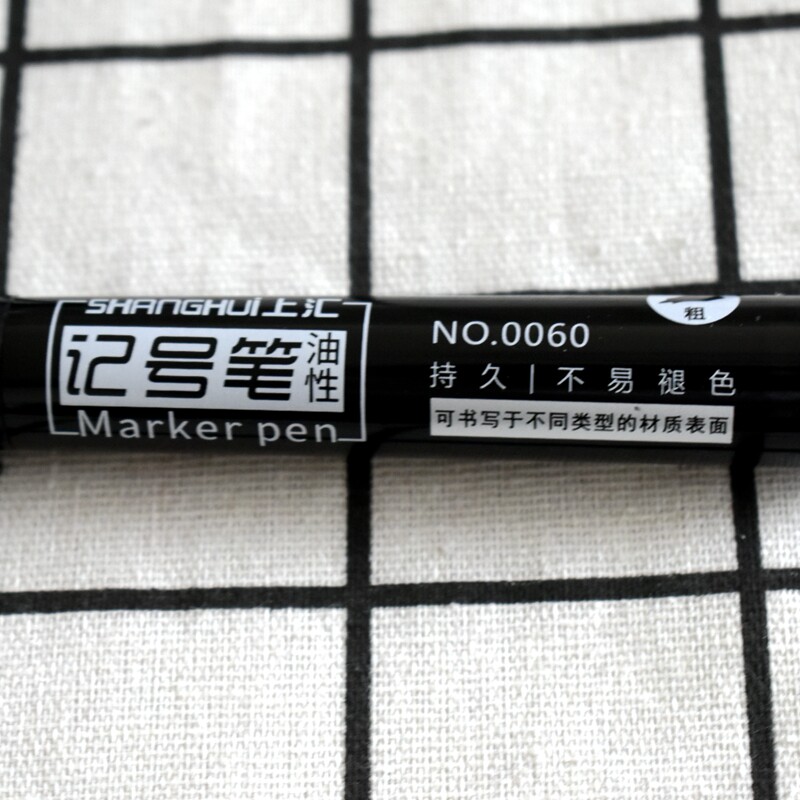 SHANGHUI上汇
记号笔 油性
Marker pen
粗
NO.0060
持久|不易褪色
可书写于不同类型的材质表面